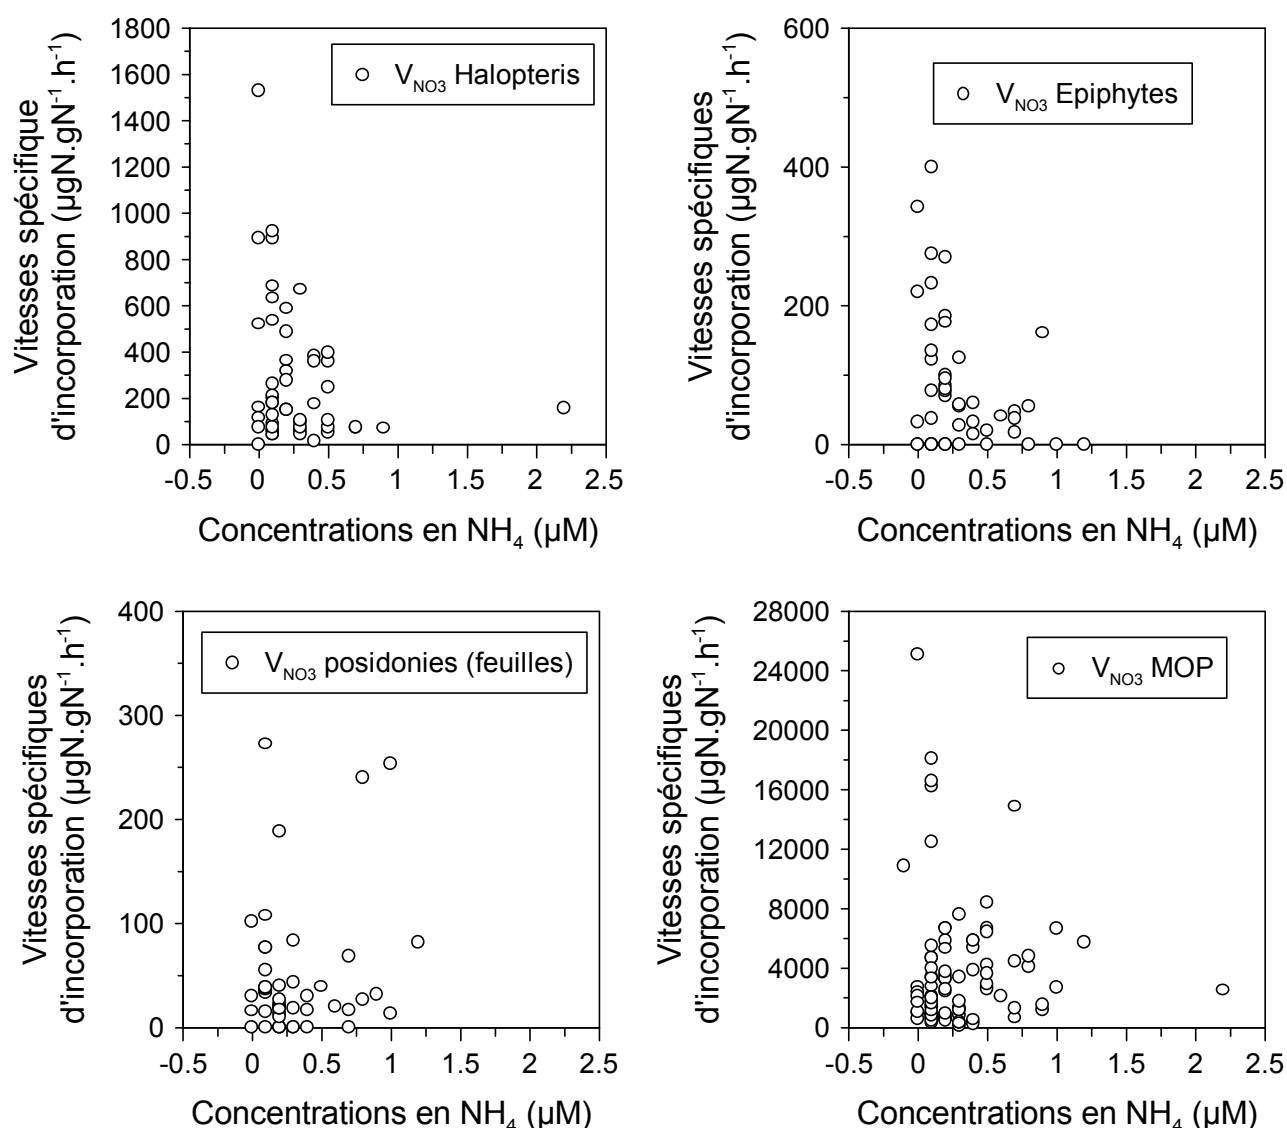 Vitesses spécifique
d'incorporation (µgN.gN⁻¹.h⁻¹)
1800
1600
1400
1200
1000
800
600
400
200
0
V_NO3 Halopteris
-0.5 0 0.5 1 1.5 2 2.5
Concentrations en NH₄ (µM)
Vitesses spécifiques
d'incorporation (µgN.gN⁻¹.h⁻¹)
600
400
200
0
V_NO3 Epiphytes
-0.5 0 0.5 1 1.5 2 2.5
Concentrations en NH₄ (µM)
Vitesses spécifiques
d'incorporation (µgN.gN⁻¹.h⁻¹)
400
300
200
100
0
V_NO3 posidonies (feuilles)
-0.5 0 0.5 1 1.5 2 2.5
Concentrations en NH₄ (µM)
Vitesses spécifiques
d'incorporation (µgN.gN⁻¹.h⁻¹)
28000
24000
20000
16000
12000
8000
4000
0
V_NO3 MOP
-0.5 0 0.5 1 1.5 2 2.5
Concentrations en NH₄ (µM)